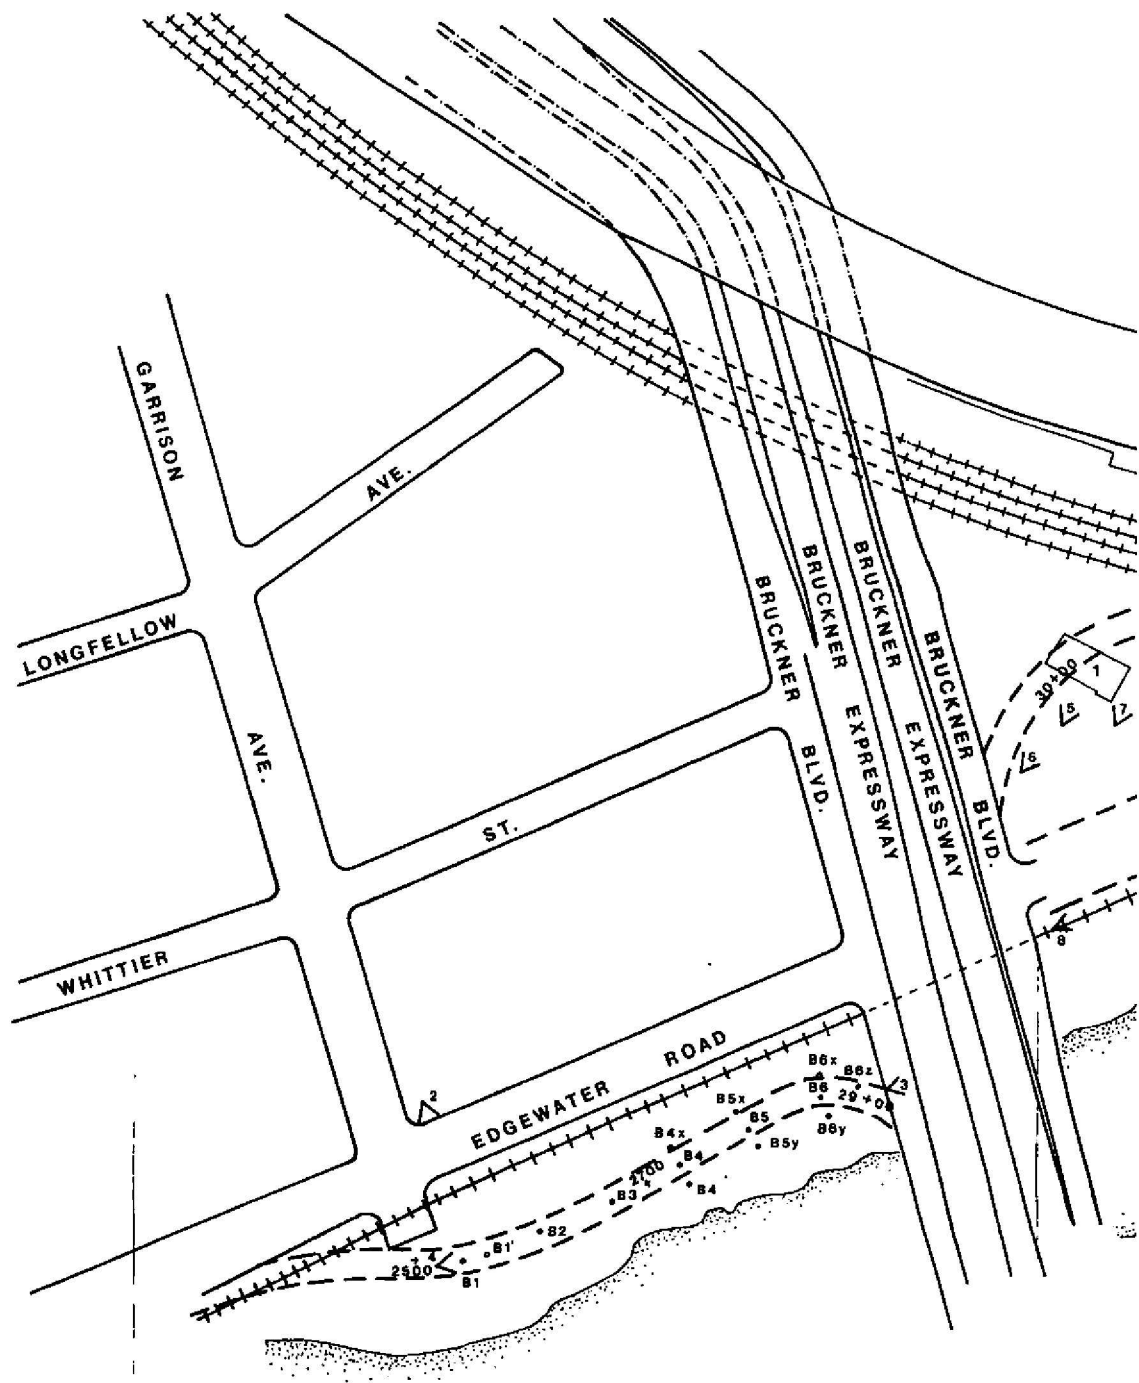 GARRISON
AVE.
LONGFELLOW
AVE.
BRUCKNER
BRUCKNER
BRUCKNER
BRUCKNER
30+00
1
5
7
6
BLVD.
EXPRESSWAY
EXPRESSWAY
BLVD.
ST.
WHITTIER
8
EDGEWATER ROAD
2
B6x
B6z
3
B6
29+00
B5x
B5
B6y
B5y
B4x
B4
2700
B3
B4
B2
B1'
4
2500
B1